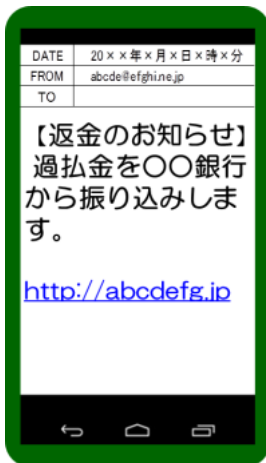 DATE 20××年×月×日×時×分
FROM abcde@efghi.ne.jp
TO
【返金のお知らせ】
過払金を〇〇銀行
から振り込みしま
す。
http://abcdefg.jp